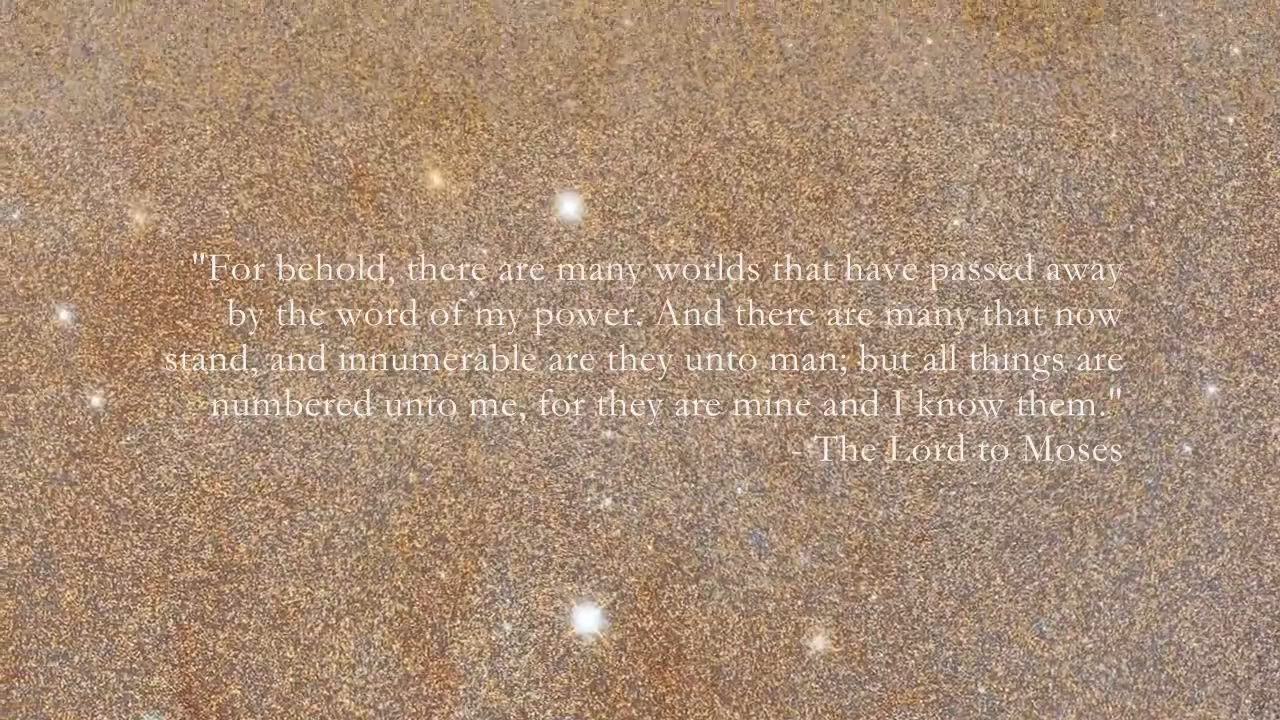 "For behold, there are many worlds that have passed away
by the word of my power. And there are many that now
stand, and innumerable are they unto man; but all things are
numbered unto me, for they are mine and I know them."
- The Lord to Moses